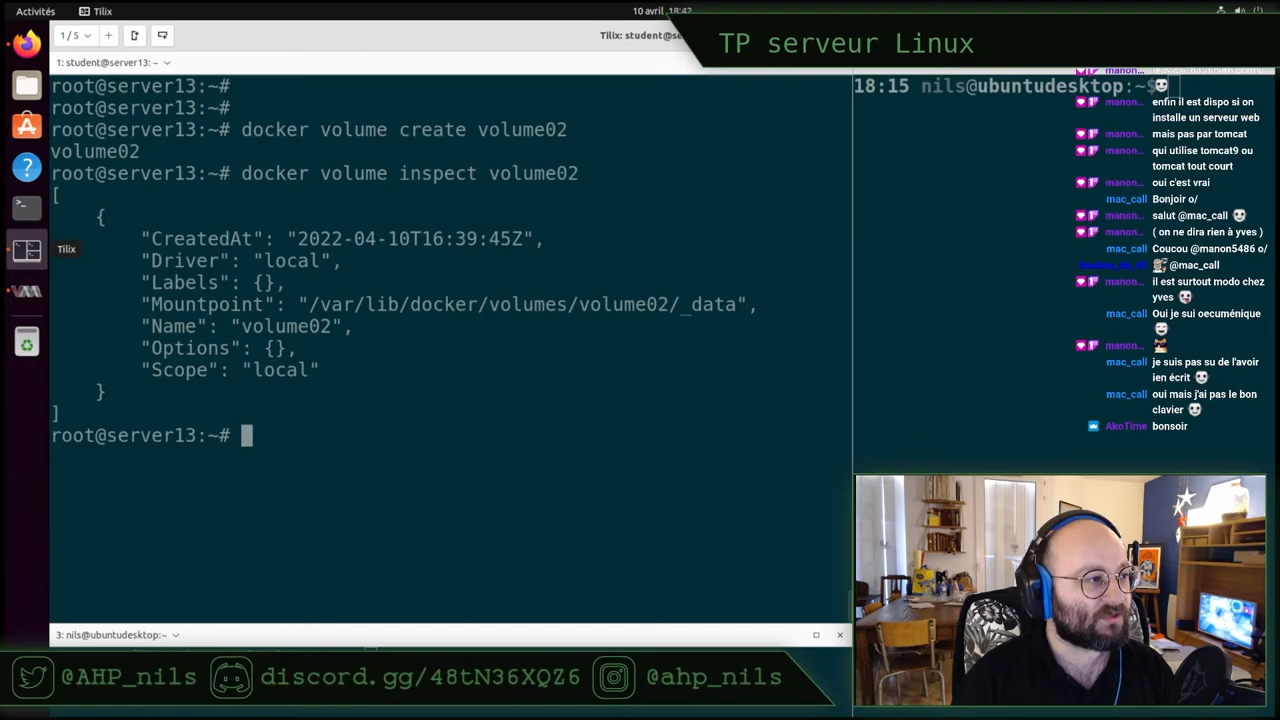 Activités
Tilix
10 avril, 18:42
TP serveur Linux
1 / 5
Tilix: student@se
1: student@server13: ~
root@server13:~#
root@server13:~#
root@server13:~# docker volume create volume02
volume02
root@server13:~# docker volume inspect volume02
[
{
"CreatedAt": "2022-04-10T16:39:45Z",
"Driver": "local",
"Labels": {},
"Mountpoint": "/var/lib/docker/volumes/volume02/_data",
"Name": "volume02",
"Options": {},
"Scope": "local"
}
]
root@server13:~#
Tilix
18:15 nils@ubuntudesktop:~$
manon...
manon... enfin il est dispo si on
installe un serveur web
manon... mais pas par tomcat
manon... qui utilise tomcat9 ou
tomcat tout court
manon... oui c'est vrai
mac_call Bonjoir o/
manon... salut @mac_call
manon... ( on ne dira rien à yves )
mac_call Coucou @manon5486 o/
@mac_call
manon... il est surtout modo chez
yves
mac_call Oui je sui oecuménique
manon...
mac_call je suis pas su de l'avoir
ien écrit
mac_call oui mais j'ai pas le bon
clavier
AkoTime bonsoir
3: nils@ubuntudesktop:~
@AHP_nils
discord.gg/48tN36XQZ6
@ahp_nils